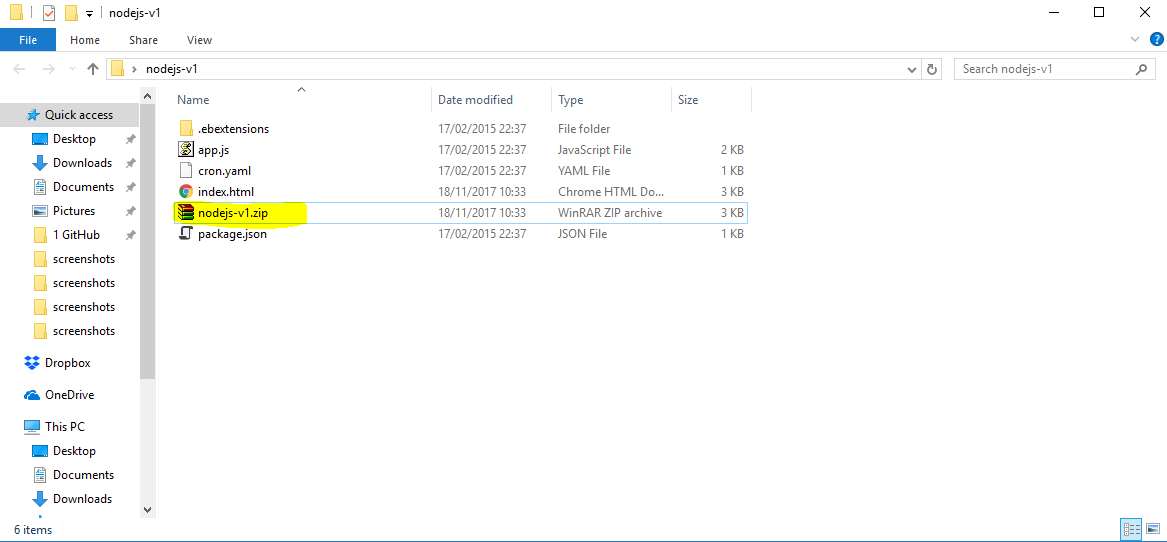 nodejs-v1
File Home Share View
nodejs-v1 Search nodejs-v1
Name Date modified Type Size
Quick access
Desktop
Downloads
Documents
Pictures
1 GitHub
screenshots
screenshots
screenshots
screenshots
Dropbox
OneDrive
This PC
Desktop
Documents
Downloads
.ebextensions 17/02/2015 22:37 File folder
app.js 17/02/2015 22:37 JavaScript File 2 KB
cron.yaml 17/02/2015 22:37 YAML File 1 KB
index.html 18/11/2017 10:33 Chrome HTML Do... 3 KB
nodejs-v1.zip 18/11/2017 10:33 WinRAR ZIP archive 3 KB
package.json 17/02/2015 22:37 JSON File 1 KB
6 items